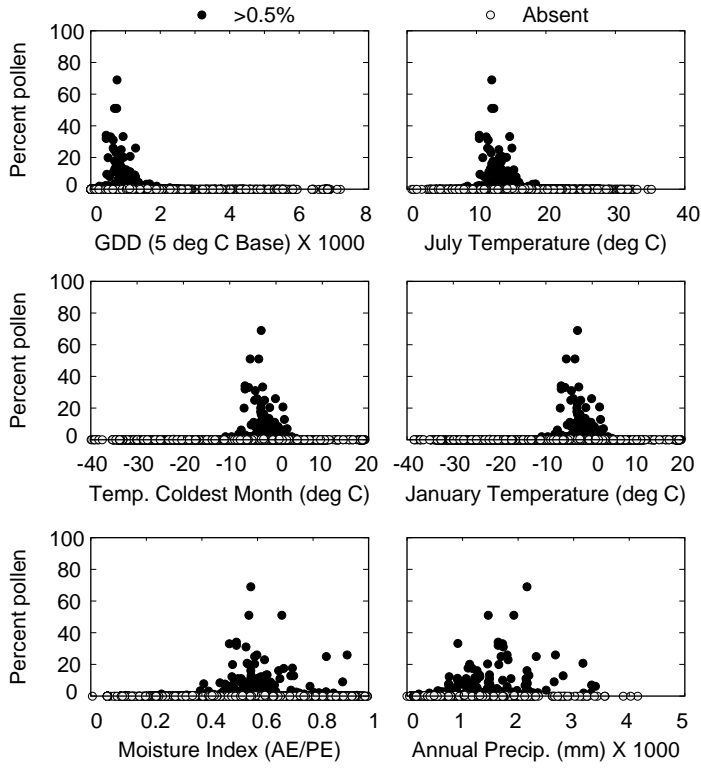 >0.5% Absent
100
80
60
40
20
0
Percent pollen
0 2 4 6 8
GDD (5 deg C Base) X 1000
0 10 20 30 40
July Temperature (deg C)
100
80
60
40
20
0
Percent pollen
-40 -30 -20 -10 0 10 20
Temp. Coldest Month (deg C)
-40 -30 -20 -10 0 10 20
January Temperature (deg C)
100
80
60
40
20
0
Percent pollen
0 0.2 0.4 0.6 0.8 1
Moisture Index (AE/PE)
0 1 2 3 4 5
Annual Precip. (mm) X 1000